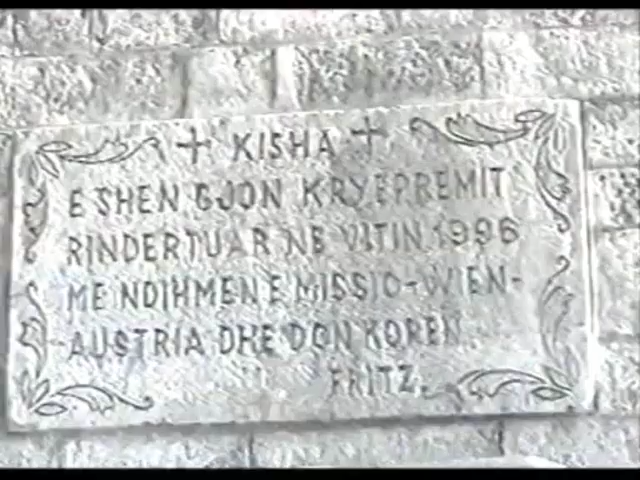 + KISHA +
E SHEN GJON KRYEPREMIT
RINDERTUAR NE VITIN 1996
ME NDIHMEN E MISSIO-WIEN-
-AUSTRIA DHE DON KOREN
FRITZ.